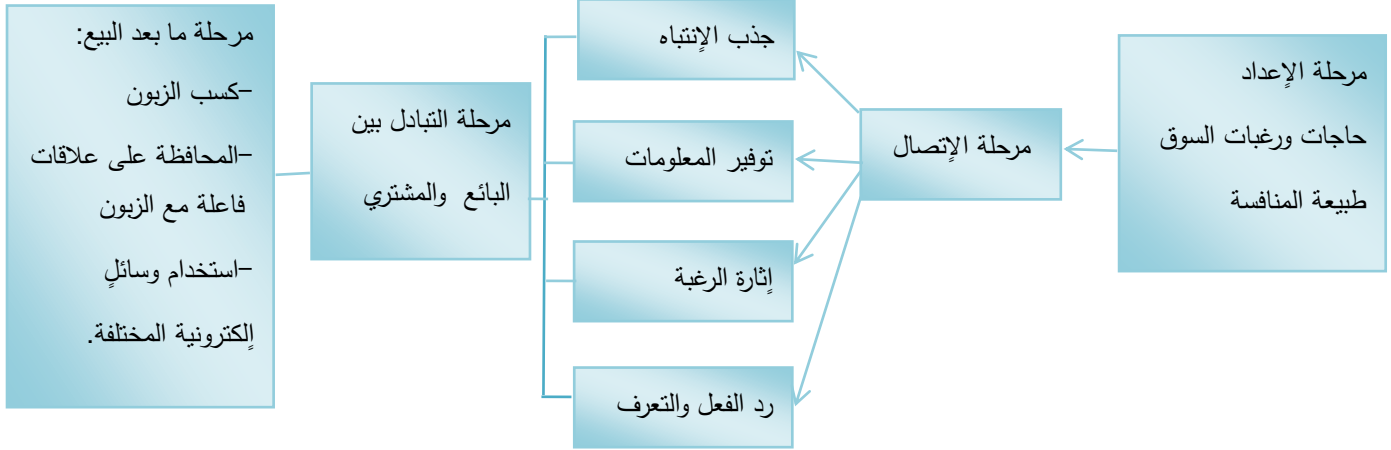 مرحلة الإعداد
حاجات ورغبات السوق
طبيعة المنافسة
مرحلة الإتصال
جذب الإنتباه
توفير المعلومات
إثارة الرغبة
رد الفعل والتعرف
مرحلة التبادل بين
البائع والمشتري
مرحلة ما بعد البيع:
-كسب الزبون
-المحافظة على علاقات
فاعلة مع الزبون
-استخدام وسائلٍ
إلكترونية المختلفة.